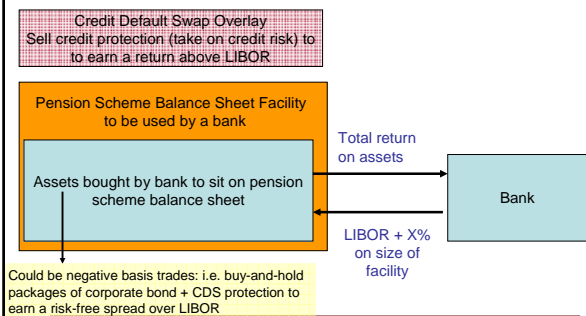 Credit Default Swap Overlay
Sell credit protection (take on credit risk) to
to earn a return above LIBOR
Pension Scheme Balance Sheet Facility
to be used by a bank
Total return
on assets
Assets bought by bank to sit on pension
scheme balance sheet
Bank
LIBOR + X%
on size of
facility
Could be negative basis trades: i.e. buy-and-hold
packages of corporate bond + CDS protection to
earn a risk-free spread over LIBOR